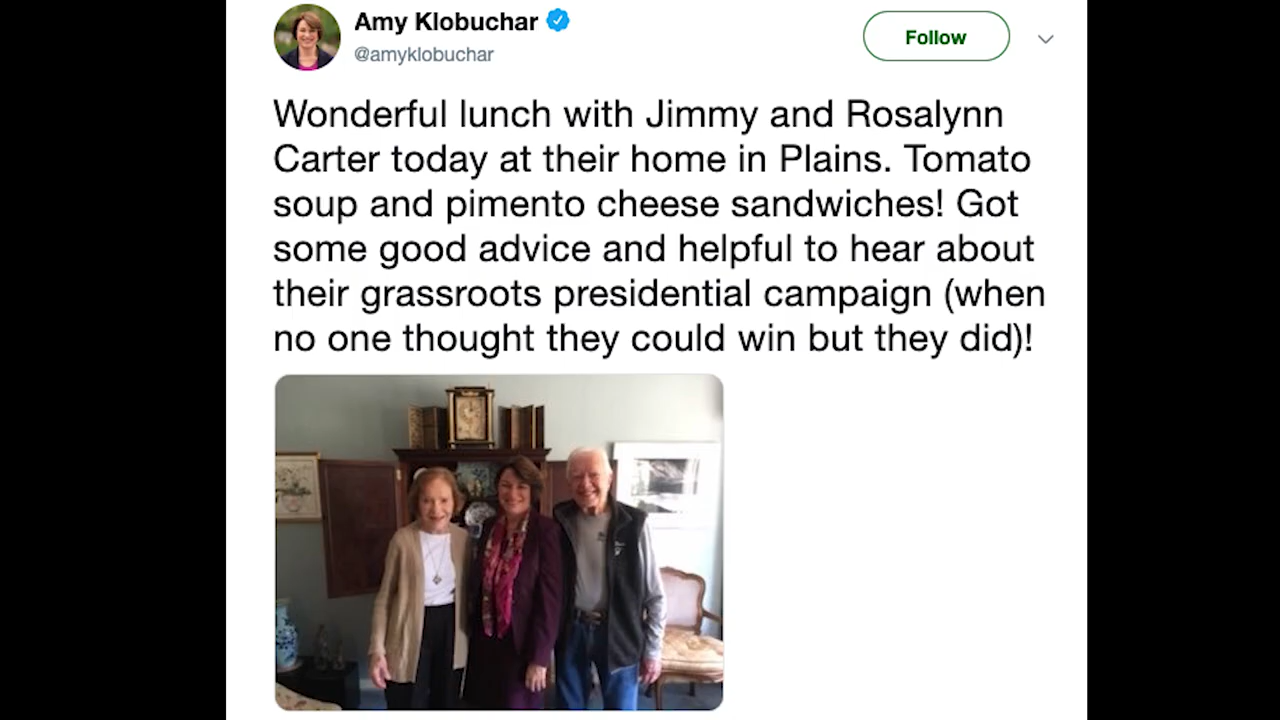 Amy Klobuchar
@amyklobuchar
Follow
Wonderful lunch with Jimmy and Rosalynn
Carter today at their home in Plains. Tomato
soup and pimento cheese sandwiches! Got
some good advice and helpful to hear about
their grassroots presidential campaign (when
no one thought they could win but they did)!